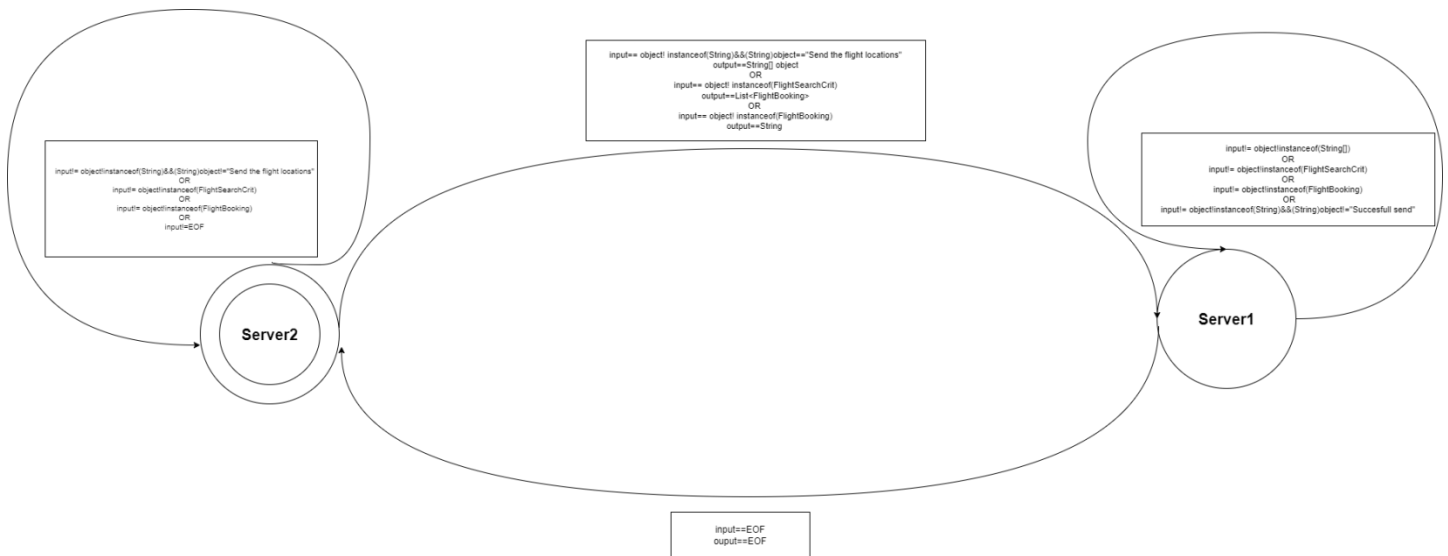 input== object! instanceof(String)&&(String)object=="Send the flight locations"
output==String[] object
OR
input== object! instanceof(FlightSearchCrit)
output==List<FlightBooking>
OR
input== object! instanceof(FlightBooking)
output==String
input!= object!instanceof(String)&&(String)object!="Send the flight locations"
OR
input!= object!instanceof(FlightSearchCrit)
OR
input!= object!instanceof(FlightBooking)
OR
input!=EOF
input!= object!instanceof(String[])
OR
input!= object!instanceof(FlightSearchCrit)
OR
input!= object!instanceof(FlightBooking)
OR
input!= object!instanceof(String)&&(String)object!="Succesfull send"
Server2
Server1
input==EOF
ouput==EOF